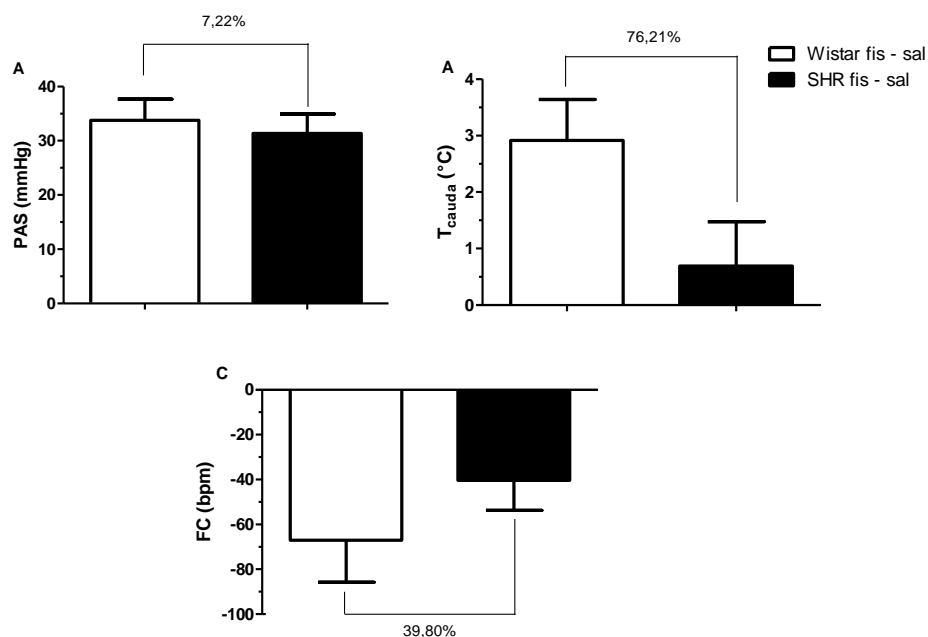 7,22%
A
PAS (mmHg)
40
30
20
10
0
76,21%
A
T cauda (°C)
4
3
2
1
0
Wistar fis - sal
SHR fis - sal
C
FC (bpm)
0
-20
-40
-60
-80
-100
39,80%